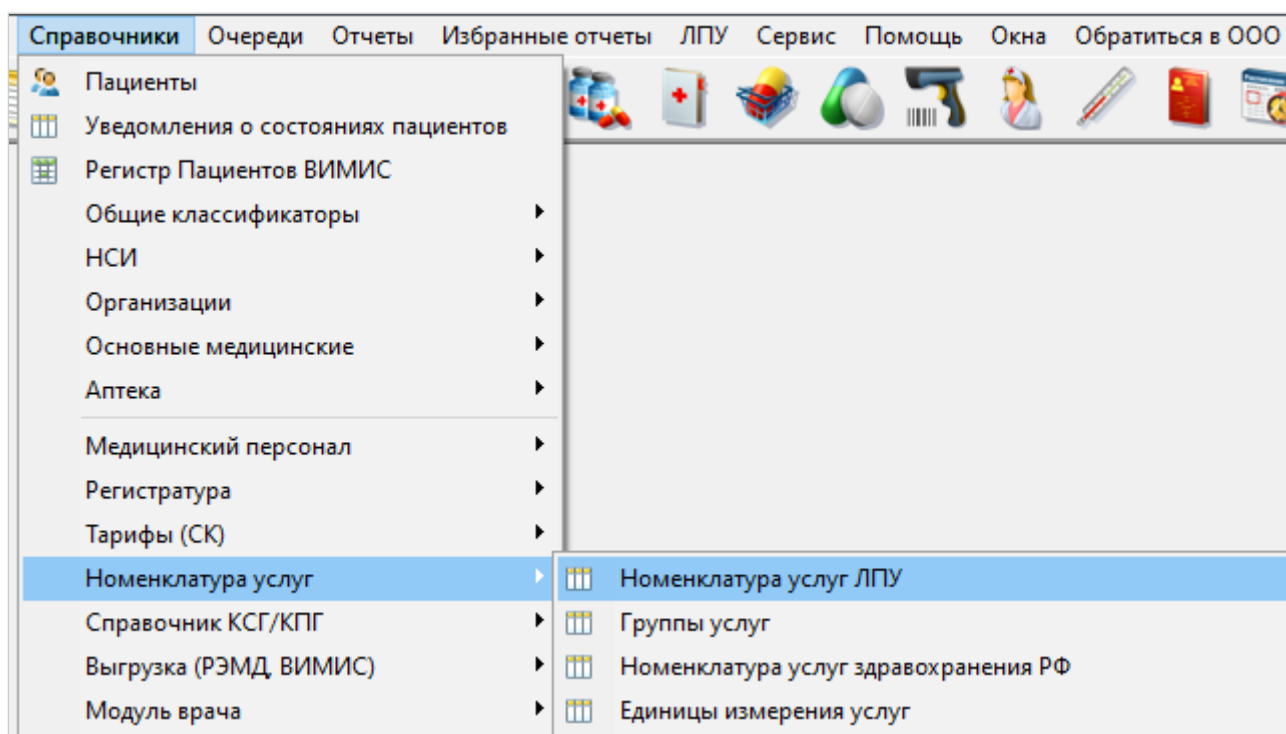 Справочники Очереди Отчеты Избранные отчеты ЛПУ Сервис Помощь Окна Обратиться в ООО
Пациенты
Уведомления о состояниях пациентов
Регистр Пациентов ВИМИС
Общие классификаторы
НСИ
Организации
Основные медицинские
Аптека
Медицинский персонал
Регистратура
Тарифы (СК)
Номенклатура услуг
Справочник КСГ/КПГ
Выгрузка (РЭМД, ВИМИС)
Модуль врача
Номенклатура услуг ЛПУ
Группы услуг
Номенклатура услуг здравохранения РФ
Единицы измерения услуг